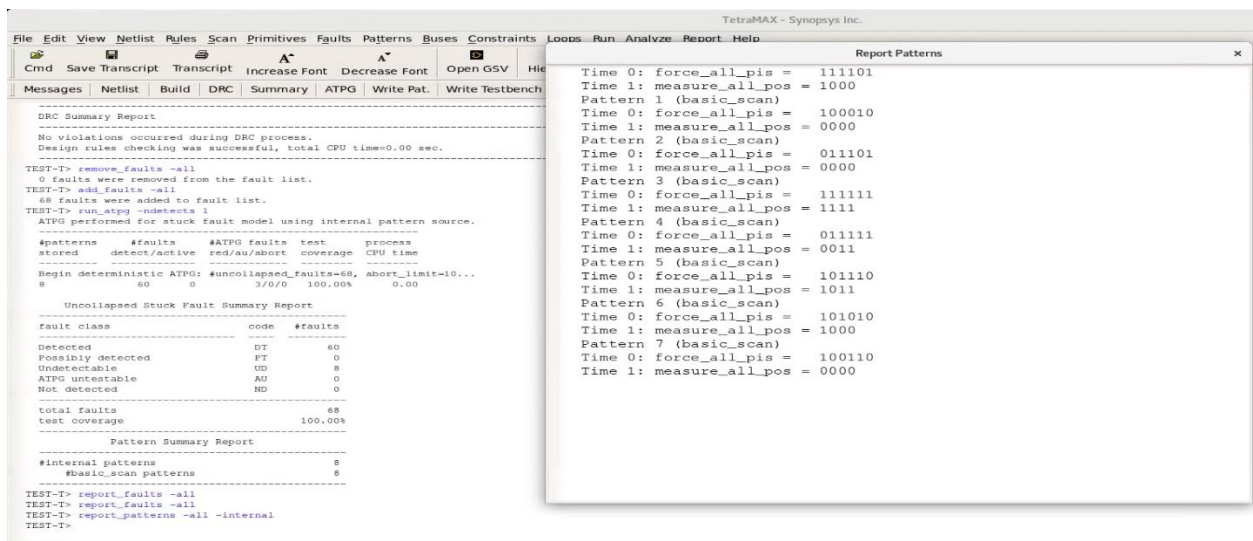 TetraMAX - Synopsys Inc.
File Edit View Netlist Rules Scan Primitives Faults Patterns Buses Constraints Loops Run Analyze Report Help
Cmd Save Transcript Transcript Increase Font Decrease Font Open GSV Hie
Messages Netlist Build DRC Summary ATPG Write Pat. Write Testbench
DRC Summary Report
No violations occurred during DRC process.
Design rules checking was successful, total CPU time=0.00 sec.
TEST-T> remove_faults -all
0 faults were removed from the fault list.
TEST-T> add_faults -all
68 faults were added to fault list.
TEST-T> run_atpg -ndetects 1
ATPG performed for stuck fault model using internal pattern source.
#patterns #faults #ATPG faults test process
stored detect/active red/au/abort coverage CPU time
Begin deterministic ATPG: #uncollapsed_faults=68, abort_limit=10...
8 60 0 3/0/0 100.00% 0.00
Uncollapsed Stuck Fault Summary Report
fault class code #faults
Detected DT 60
Possibly detected PT 0
Undetectable UD 8
ATPG untestable AU 0
Not detected ND 0
total faults 68
test coverage 100.00%
Pattern Summary Report
#internal patterns 8
#basic_scan patterns 8
TEST-T> report_faults -all
TEST-T> report_faults -all
TEST-T> report_patterns -all -internal
TEST-T>
Report Patterns ×
Time 0: force_all_pis = 111101
Time 1: measure_all_pos = 1000
Pattern 1 (basic_scan)
Time 0: force_all_pis = 100010
Time 1: measure_all_pos = 0000
Pattern 2 (basic_scan)
Time 0: force_all_pis = 011101
Time 1: measure_all_pos = 0000
Pattern 3 (basic_scan)
Time 0: force_all_pis = 111111
Time 1: measure_all_pos = 1111
Pattern 4 (basic_scan)
Time 0: force_all_pis = 011111
Time 1: measure_all_pos = 0011
Pattern 5 (basic_scan)
Time 0: force_all_pis = 101110
Time 1: measure_all_pos = 1011
Pattern 6 (basic_scan)
Time 0: force_all_pis = 101010
Time 1: measure_all_pos = 1000
Pattern 7 (basic_scan)
Time 0: force_all_pis = 100110
Time 1: measure_all_pos = 0000